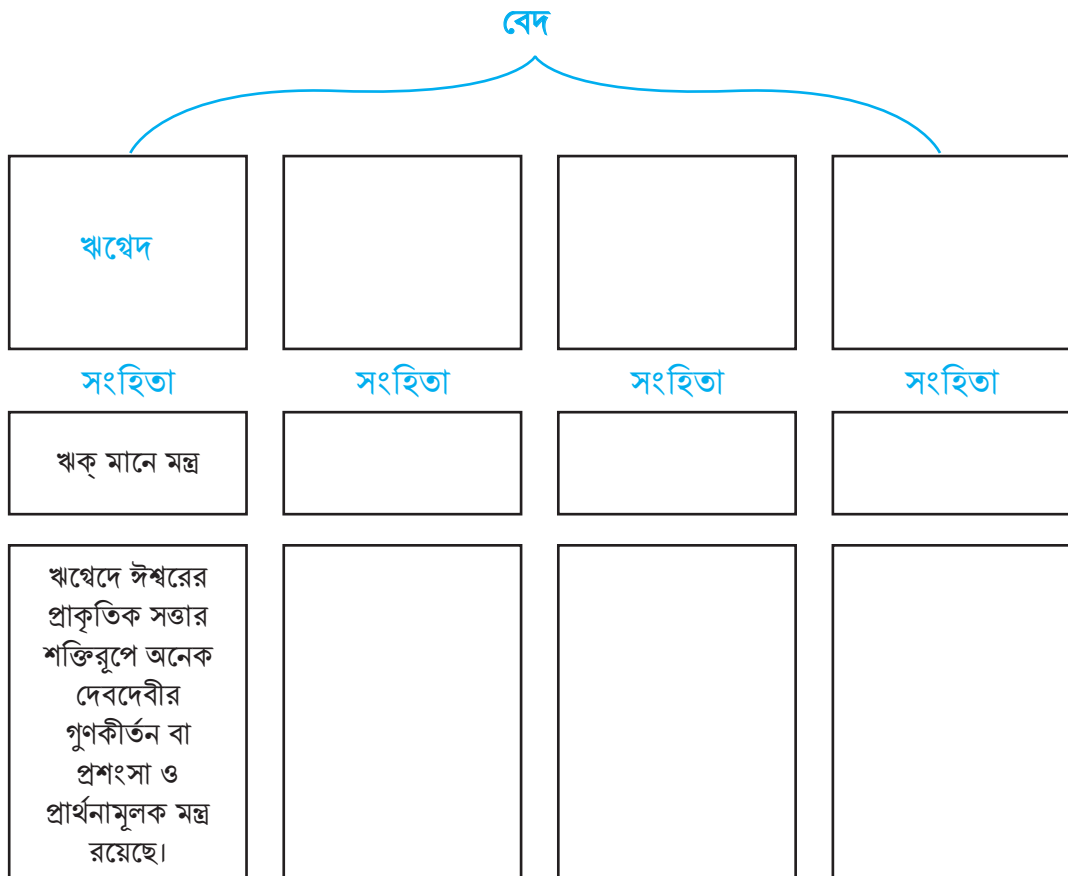 বেদ
ঋগ্বেদ
সংহিতা
সংহিতা
সংহিতা
সংহিতা
ঋক্ মানে মন্ত্র
ঋগ্বেদে ঈশ্বরের
প্রাকৃতিক সত্তার
শক্তিরূপে অনেক
দেবদেবীর
গুণকীর্তন বা
প্রশংসা ও
প্রার্থনামূলক মন্ত্র
রয়েছে।